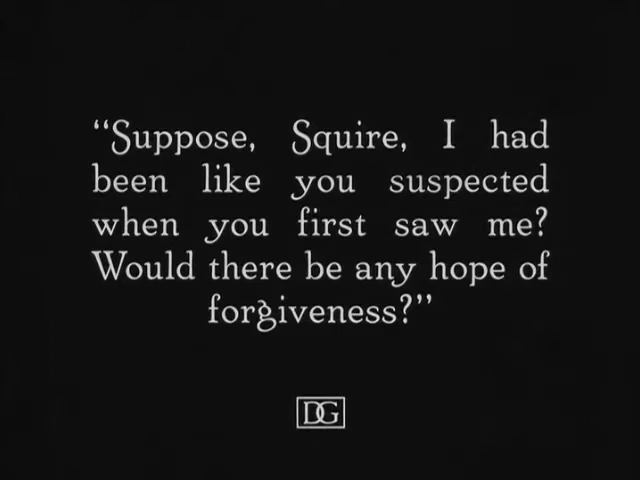 “Suppose, Squire, I had
been like you suspected
when you first saw me?
Would there be any hope of
forgiveness?”
DG